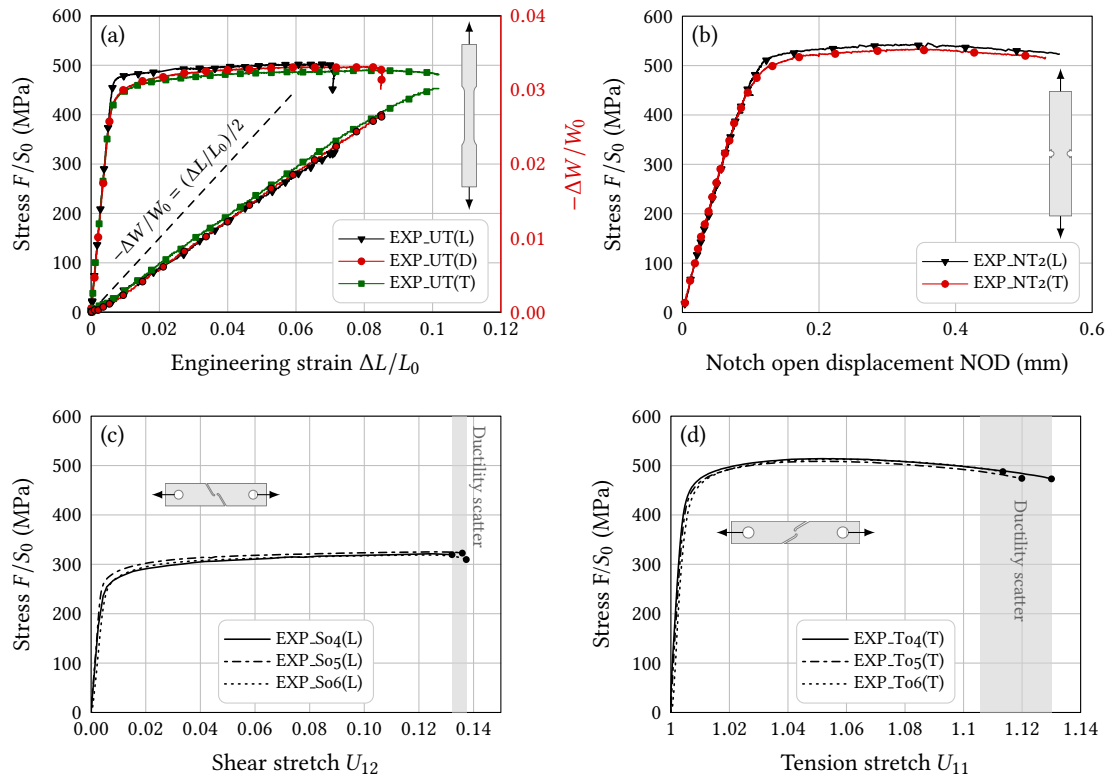 (a)
600
500
400
300
200
100
0
Stress F/S0 (MPa)
0.04
0.03
0.02
0.01
0.00
−ΔW/W0
−ΔW/W0 = (ΔL/L0)/2
EXP_UT(L)
EXP_UT(D)
EXP_UT(T)
0 0.02 0.04 0.06 0.08 0.1 0.12
Engineering strain ΔL/L0
(b)
600
500
400
300
200
100
0
Stress F/S0 (MPa)
EXP_NT2(L)
EXP_NT2(T)
0 0.2 0.4 0.6
Notch open displacement NOD (mm)
(c)
600
500
400
300
200
100
0
Stress F/S0 (MPa)
Ductility
scatter
EXP_S04(L)
EXP_S05(L)
EXP_S06(L)
0.00 0.02 0.04 0.06 0.08 0.10 0.12 0.14
Shear stretch U12
(d)
600
500
400
300
200
100
0
Stress F/S0 (MPa)
Ductility
scatter
EXP_T04(T)
EXP_T05(T)
EXP_T06(T)
1 1.02 1.04 1.06 1.08 1.1 1.12 1.14
Tension stretch U11